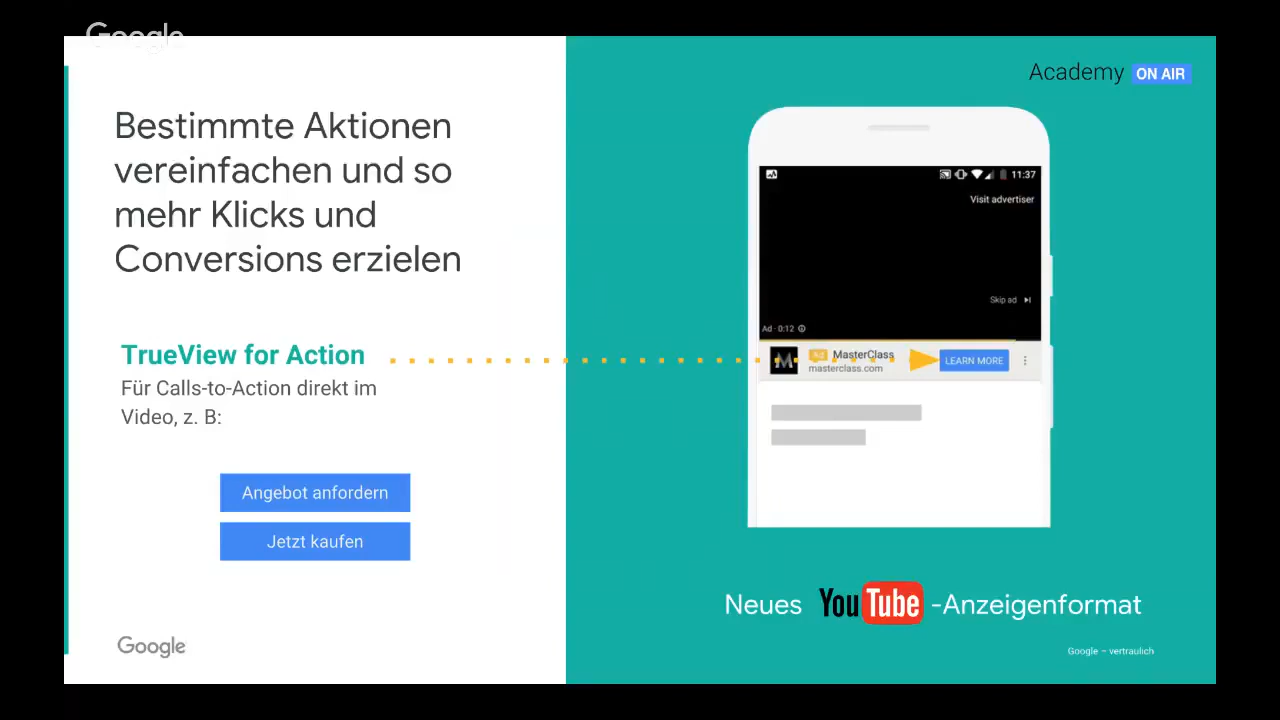 Google
Academy ON AIR
Bestimmte Aktionen
vereinfachen und so
mehr Klicks und
Conversions erzielen
TrueView for Action
Für Calls-to-Action direkt im
Video, z. B:
Angebot anfordern
Jetzt kaufen
Google
11:37
Visit advertiser
Skip ad
Ad · 0:12
M
Ad
MasterClass
masterclass.com
LEARN MORE
Neues YouTube -Anzeigenformat
Google – vertraulich